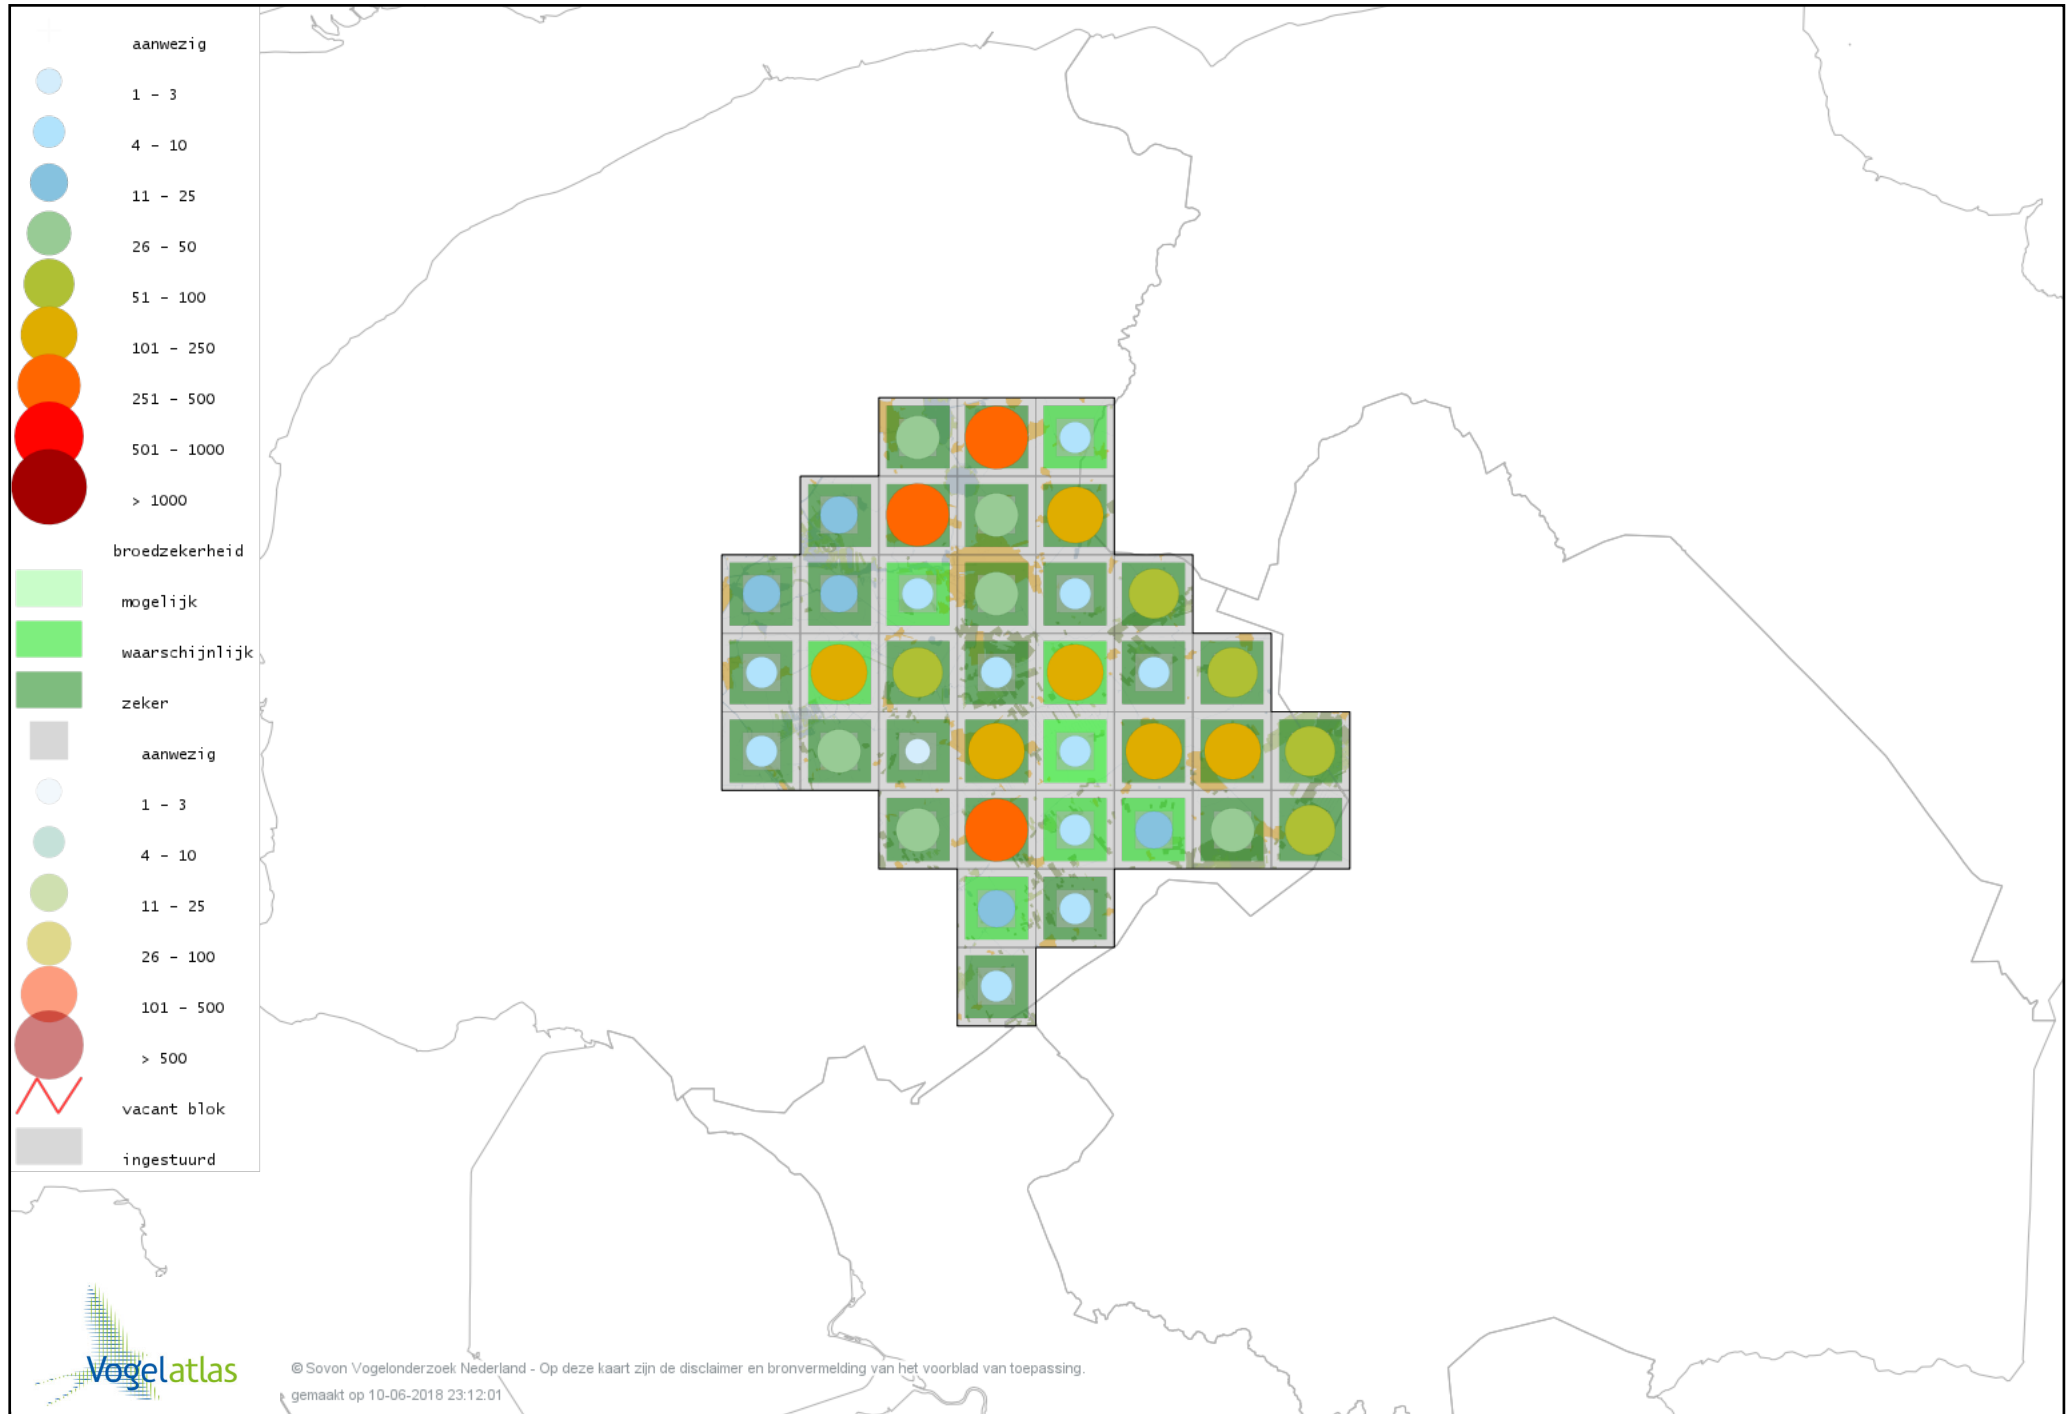 aanwezig
1 - 3
4 - 10
11 - 25
26 - 50
51 - 100
101 - 250
251 - 500
501 - 1000
> 1000
broedzekerheid
mogelijk
waarschijnlijk
zeker
aanwezig
1 - 3
4 - 10
11 - 25
26 - 100
101 - 500
> 500
vacant blok
ingestuurd
Vogelatlas
© Sovon Vogelonderzoek Nederland - Op deze kaart zijn de disclaimer en bronvermelding van het voorblad van toepassing.
gemaakt op 10-06-2018 23:12:01